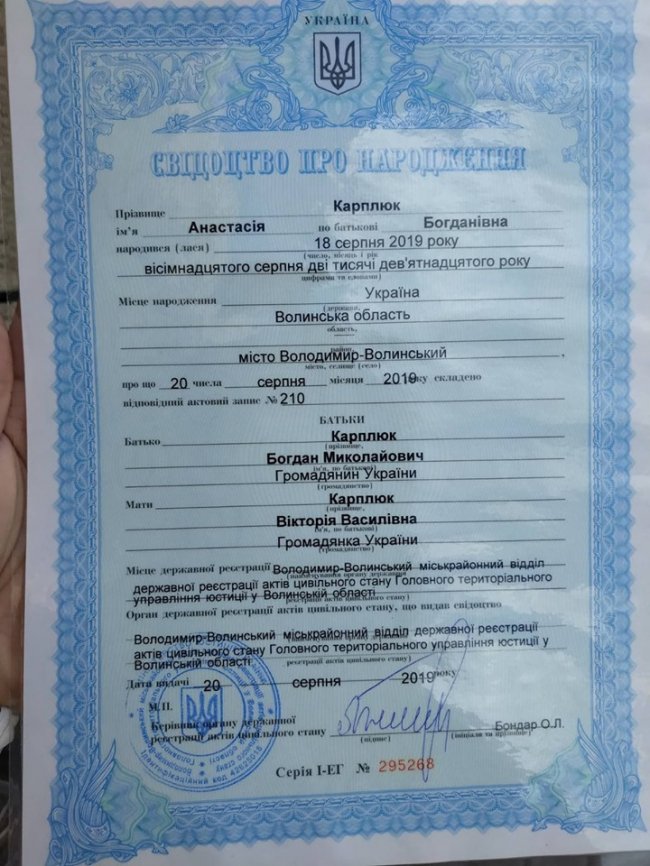 УКРАЇНА
СВІДОЦТВО ПРО НАРОДЖЕННЯ
Прізвище Карплюк
ім'я Анастасія по батькові Богданівна
народився (лася) 18 серпня 2019 року
(число, місяць і рік
вісімнадцятого серпня дві тисячі дев'ятнадцятого року
цифрами та словами)
Місце народження Україна
(держава,
Волинська область
область,
район,
місто Володимир-Волинський ,
місто, селище (село)
про що 20 числа серпня місяця 2019 року складено
відповідний актовий запис № 210
БАТЬКИ
Батько Карплюк
(прізвище,
Богдан Миколайович
ім'я, по батькові)
Громадянин України
(громадянство)
Мати Карплюк
(прізвище,
Вікторія Василівна
ім'я, по батькові)
Громадянка України
(громадянство)
Місце державної реєстрації Володимир-Волинський міськрайонний відділ
(найменування органу державної
державної реєстрації актів цивільного стану Головного територіального
реєстрації актів цивільного стану)
управління юстиції у Волинській області
Орган державної реєстрації актів цивільного стану, що видав свідоцтво
Володимир-Волинський міськрайонний відділ державної реєстрації
актів цивільного стану Головного територіального управління юстиції у
Волинській області
реєстрації актів цивільного стану)
Дата видачі 20 серпня 2019 року
М.П.
Керівник органу державної
реєстрації актів цивільного стану Бондар О.Л.
(підпис) (ініціали та прізвище)
Серія І-ЕГ № 295268